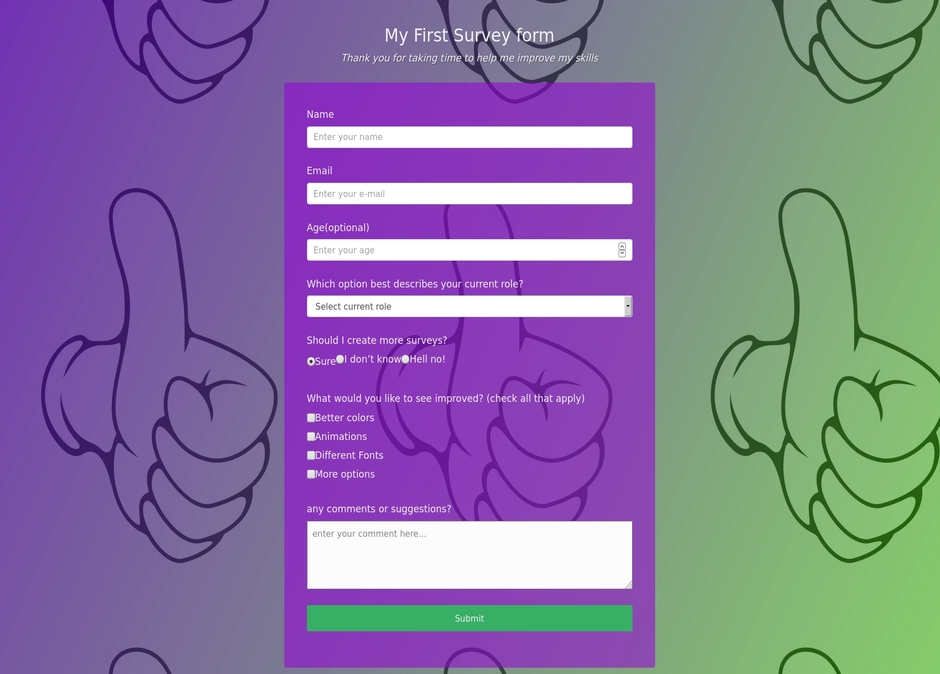 My First Survey form
Thank you for taking time to help me improve my skills
Name
Enter your name
Email
Enter your e-mail
Age(optional)
Enter your age
Which option best describes your current role?
Select current role
Should I create more surveys?
Sure I don’t know Hell no!
What would you like to see improved? (check all that apply)
Better colors
Animations
Different Fonts
More options
any comments or suggestions?
enter your comment here...
Submit